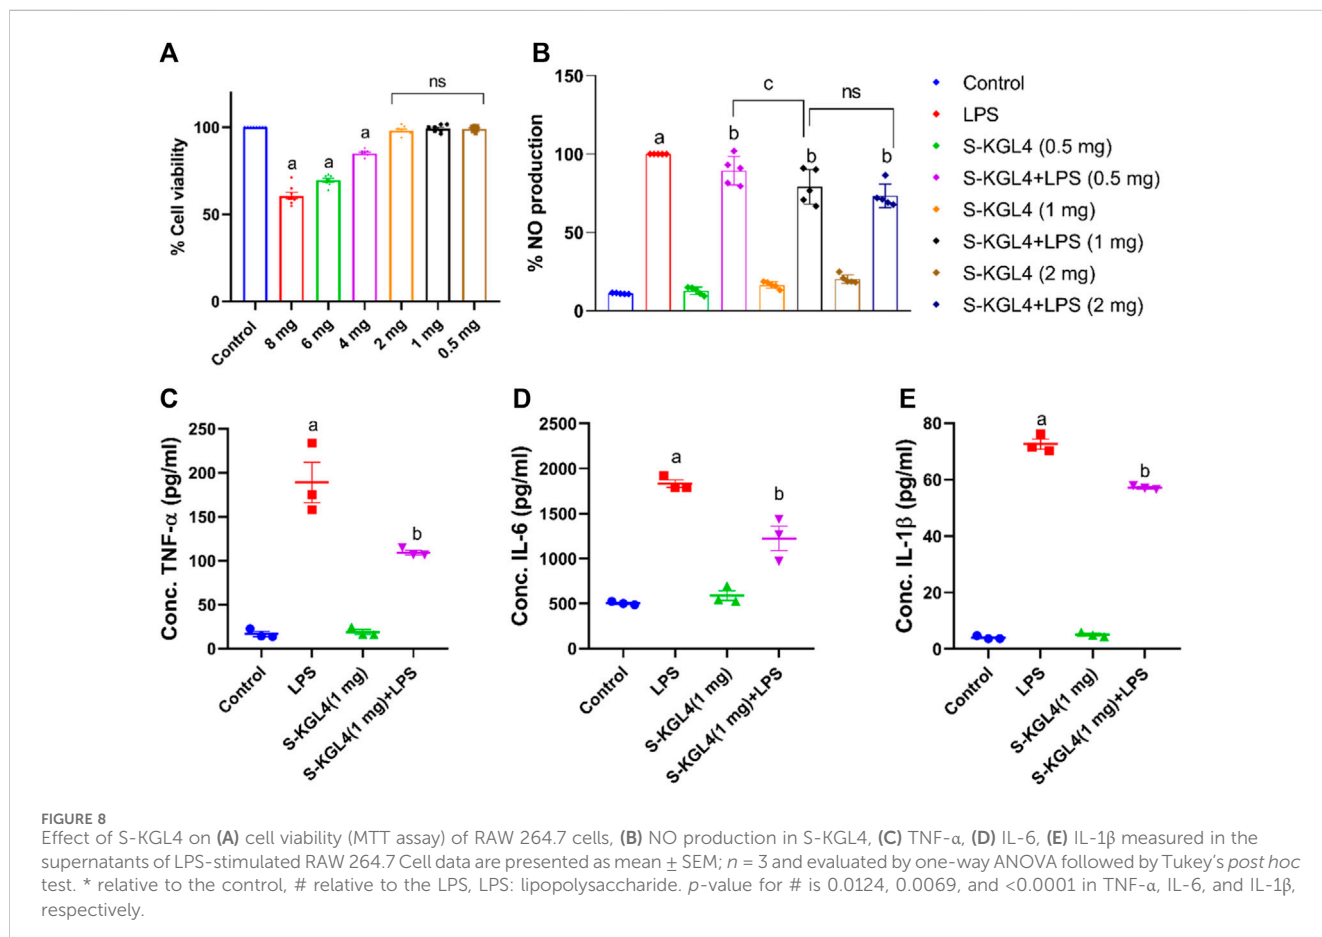 A
% Cell viability
100
50
0
a
a
a
ns
Control
8 mg
6 mg
4 mg
2 mg
1 mg
0.5 mg
B
% NO production
150
100
50
0
a
b
c
b
ns
b
Control
LPS
S-KGL4 (0.5 mg)
S-KGL4+LPS (0.5 mg)
S-KGL4 (1 mg)
S-KGL4+LPS (1 mg)
S-KGL4 (2 mg)
S-KGL4+LPS (2 mg)
C
Conc. TNF-α (pg/ml)
250
200
150
100
50
0
a
b
Control
LPS
S-KGL4(1 mg)
S-KGL4(1 mg)+LPS
D
Conc. IL-6 (pg/ml)
2500
2000
1500
1000
500
0
a
b
Control
LPS
S-KGL4(1 mg)
S-KGL4(1 mg)+LPS
E
Conc. IL-1β (pg/ml)
80
60
40
20
0
a
b
Control
LPS
S-KGL4(1 mg)
S-KGL4(1 mg)+LPS
FIGURE 8
Effect of S-KGL4 on (A) cell viability (MTT assay) of RAW 264.7 cells, (B) NO production in S-KGL4, (C) TNF-α, (D) IL-6, (E) IL-1β measured in the
supernatants of LPS-stimulated RAW 264.7 Cell data are presented as mean ± SEM; n = 3 and evaluated by one-way ANOVA followed by Tukey's post hoc
test. * relative to the control, # relative to the LPS, LPS: lipopolysaccharide. p-value for # is 0.0124, 0.0069, and <0.0001 in TNF-α, IL-6, and IL-1β,
respectively.